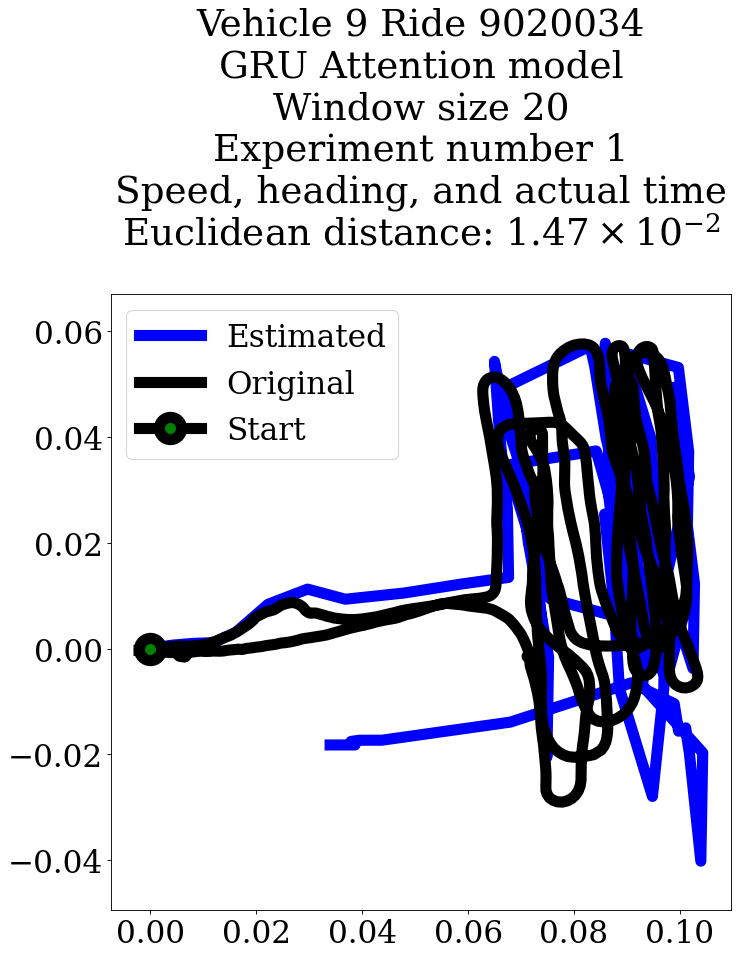 Vehicle 9 Ride 9020034
GRU Attention model
Window size 20
Experiment number 1
Speed, heading, and actual time
Euclidean distance: 1.47 × 10⁻²
Estimated
Original
Start
0.06
0.04
0.02
0.00
−0.02
−0.04
0.00 0.02 0.04 0.06 0.08 0.10